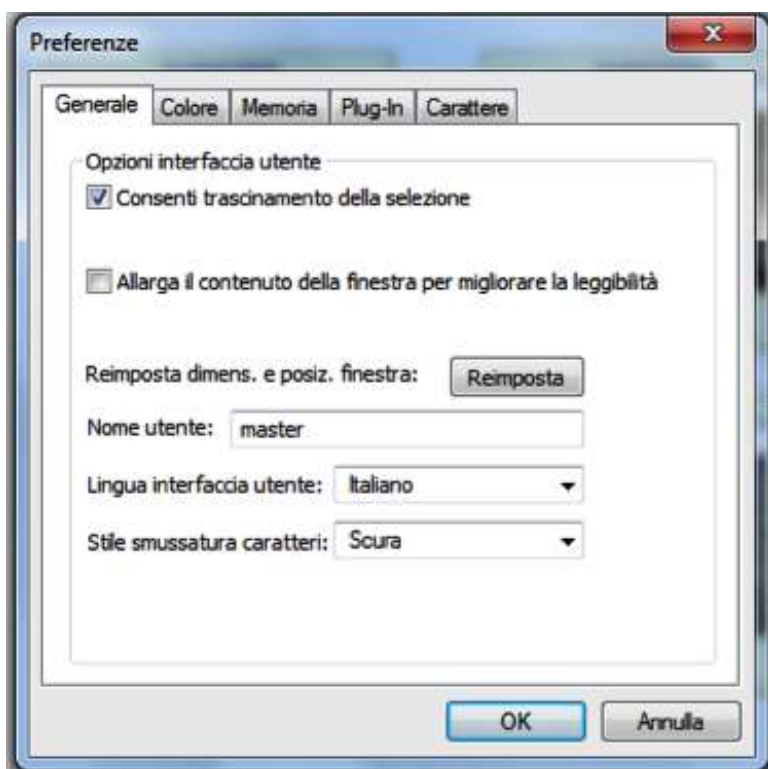 Preferenze
Generale Colore Memoria Plug-In Carattere
Opzioni interfaccia utente
Consenti trascinamento della selezione
Allarga il contenuto della finestra per migliorare la leggibilità
Reimposta dimens. e posiz. finestra: Reimposta
Nome utente: master
Lingua interfaccia utente: Italiano
Stile smussatura caratteri: Scura
OK Annulla